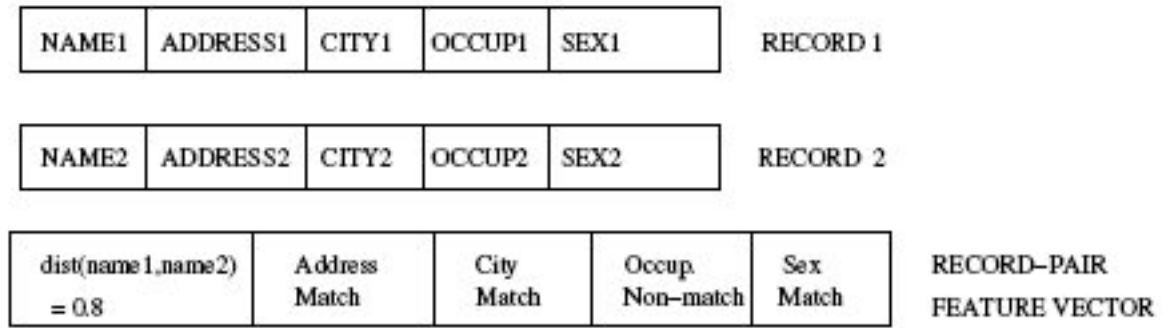 NAME1 ADDRESS1 CITY1 OCCUP1 SEX1 RECORD 1
NAME2 ADDRESS2 CITY2 OCCUP2 SEX2 RECORD 2
dist(name1,name2) Address City Occup. Sex RECORD–PAIR
= 0.8 Match Match Non–match Match FEATURE VECTOR